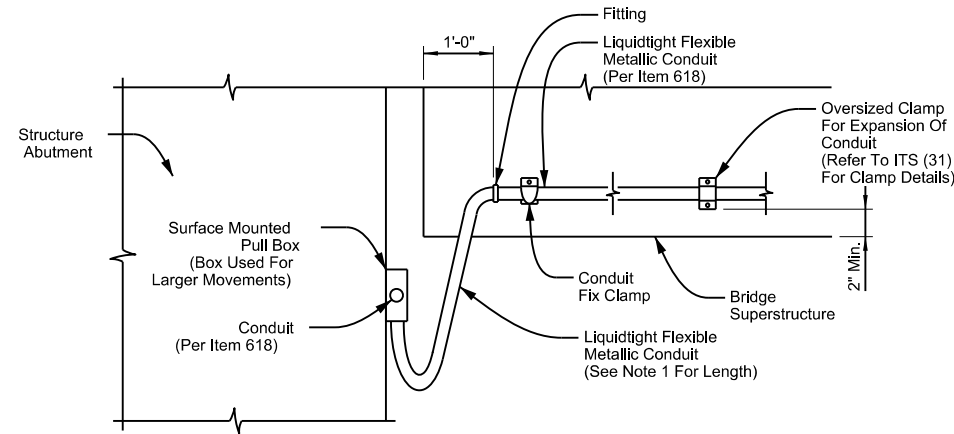 Fitting
1'-0"
Liquidtight Flexible
Metallic Conduit
(Per Item 618)
Oversized Clamp
For Expansion Of
Conduit
(Refer To ITS (31)
For Clamp Details)
Structure
Abutment
Surface Mounted
Pull Box
(Box Used For
Larger Movements)
2" Min.
Conduit
Fix Clamp
Bridge
Superstructure
Conduit
(Per Item 618)
Liquidtight Flexible
Metallic Conduit
(See Note 1 For Length)